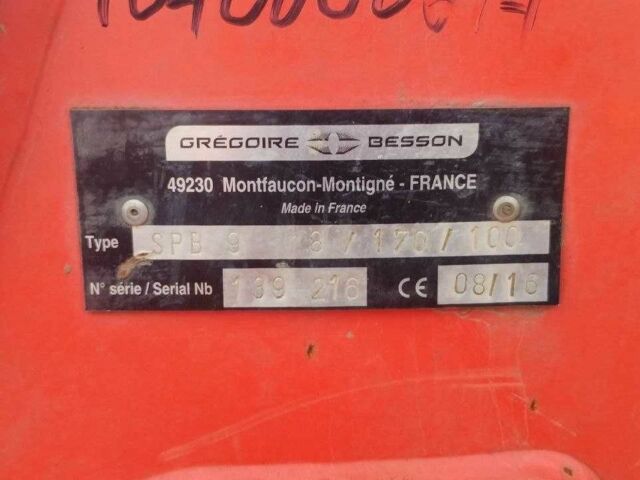 GRÉGOIRE BESSON
49230 Montfaucon-Montigné - FRANCE
Made in France
Type SPB 9 8/170/100
N° série / Serial Nb 139 216 CE 08/16